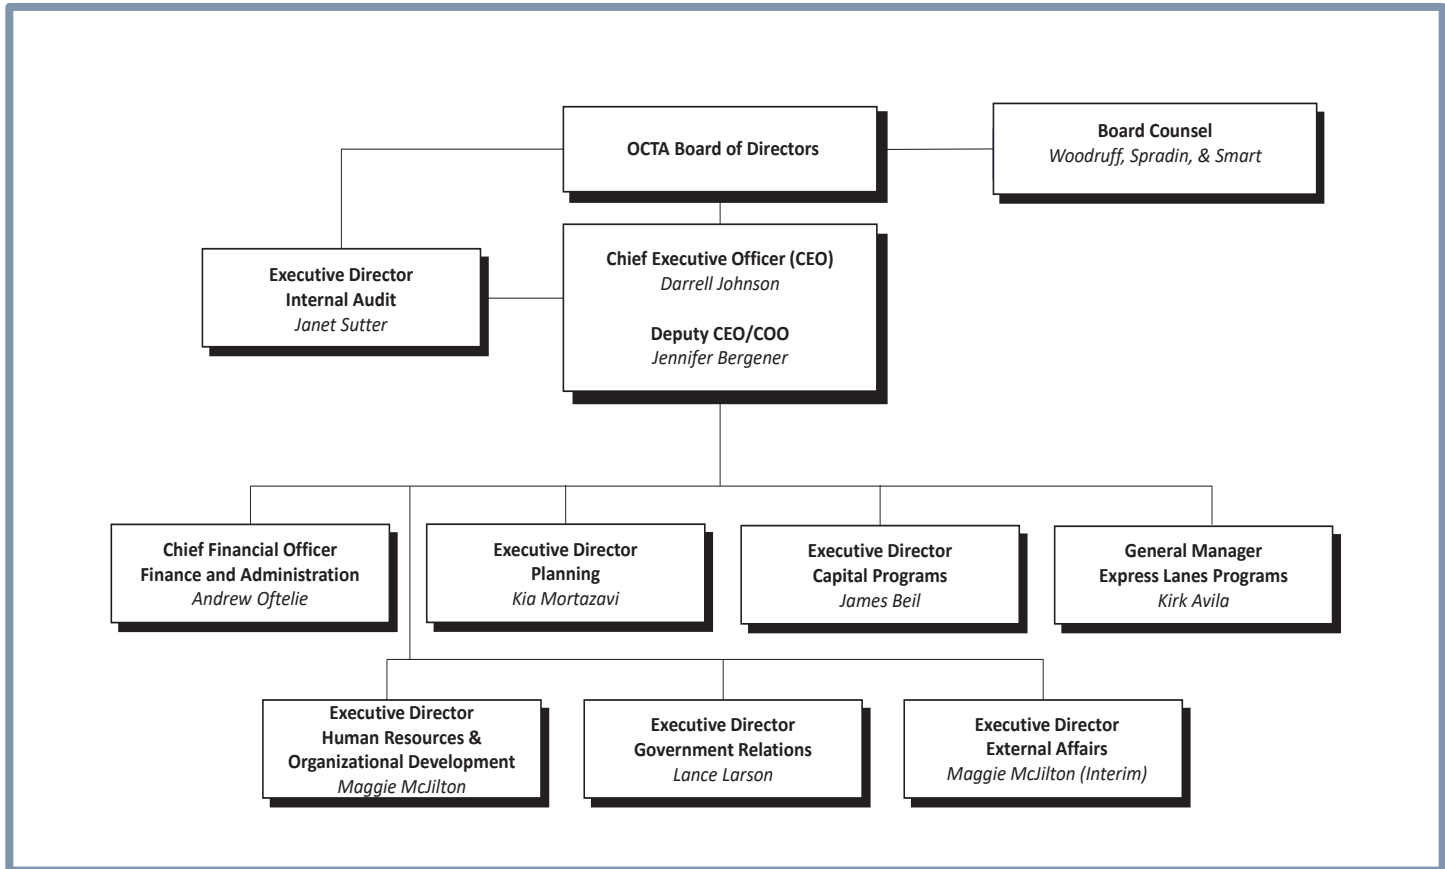 OCTA Board of Directors
Board Counsel
Woodruff, Spradin, & Smart
Executive Director
Internal Audit
Janet Sutter
Chief Executive Officer (CEO)
Darrell Johnson
Deputy CEO/COO
Jennifer Bergener
Chief Financial Officer
Finance and Administration
Andrew Oftelie
Executive Director
Planning
Kia Mortazavi
Executive Director
Capital Programs
James Beil
General Manager
Express Lanes Programs
Kirk Avila
Executive Director
Human Resources &
Organizational Development
Maggie McJilton
Executive Director
Government Relations
Lance Larson
Executive Director
External Affairs
Maggie McJilton (Interim)